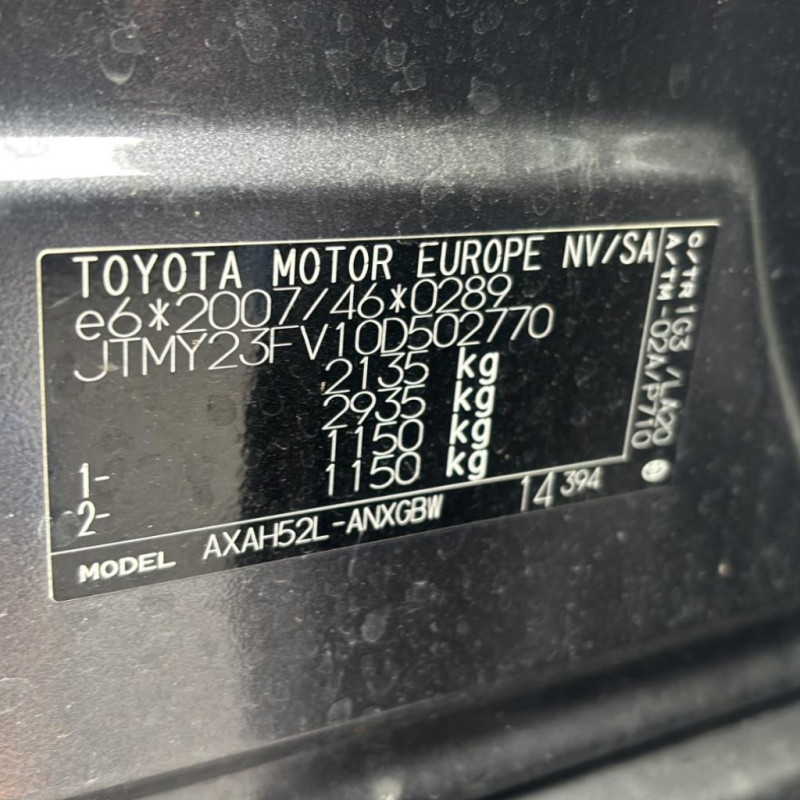 TOYOTA MOTOR EUROPE NV/SA
e6*2007/46*0289
JTMY23FV10D502770
2135 kg
2935 kg
1- 1150 kg
2- 1150 kg
MODEL AXAH52L-ANXGBW 14 394
C/TR 1G3 /LK20
A/TM -02A/P710